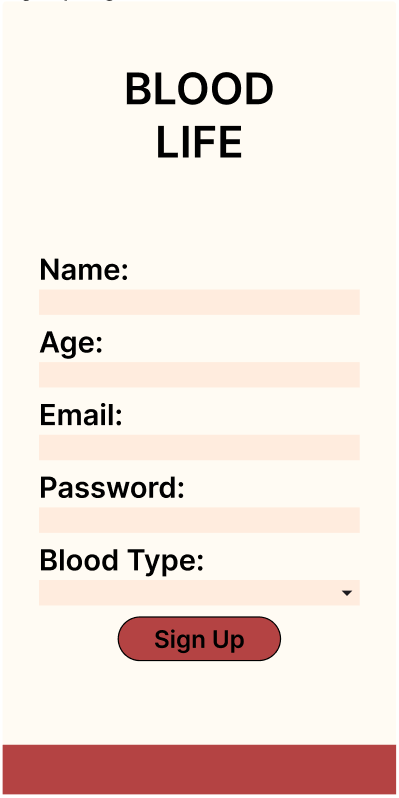 BLOOD
LIFE
Name:
Age:
Email:
Password:
Blood Type:
Sign Up